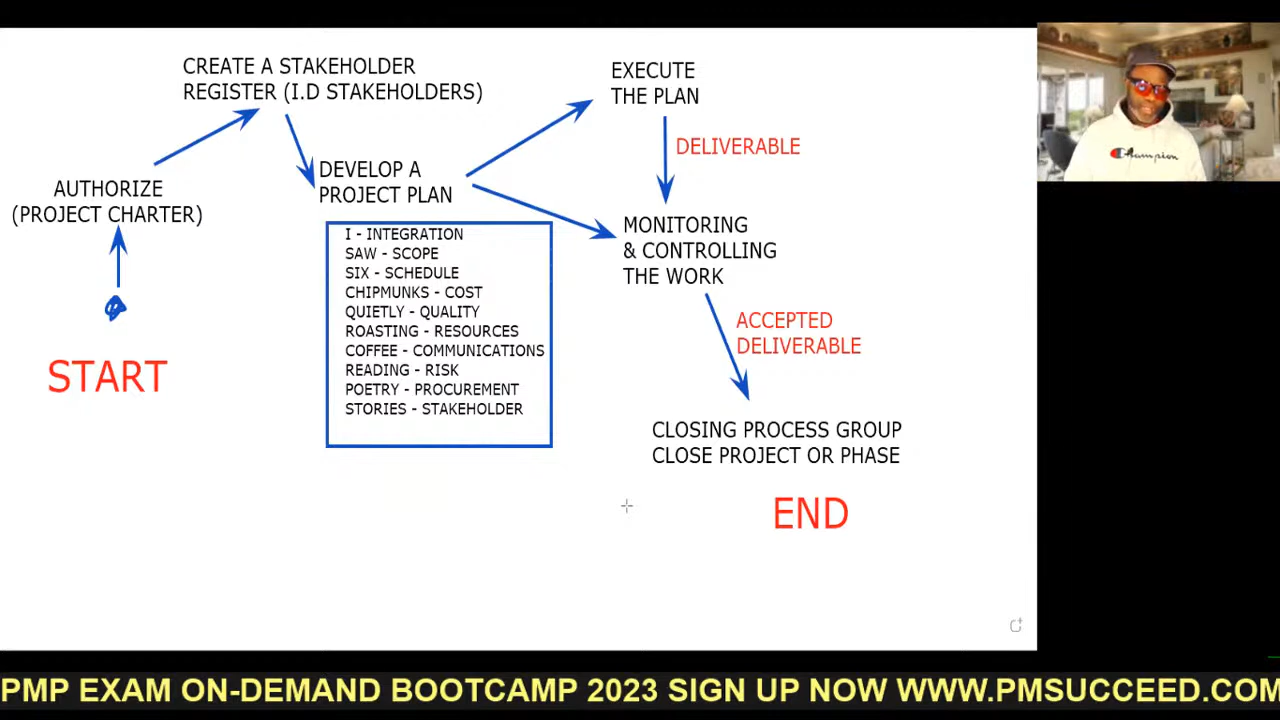 CREATE A STAKEHOLDER
REGISTER (I.D STAKEHOLDERS)
EXECUTE
THE PLAN
DELIVERABLE
DEVELOP A
PROJECT PLAN
AUTHORIZE
(PROJECT CHARTER)
I - INTEGRATION
SAW - SCOPE
SIX - SCHEDULE
CHIPMUNKS - COST
QUIETLY - QUALITY
ROASTING - RESOURCES
COFFEE - COMMUNICATIONS
READING - RISK
POETRY - PROCUREMENT
STORIES - STAKEHOLDER
MONITORING
& CONTROLLING
THE WORK
ACCEPTED
DELIVERABLE
START
CLOSING PROCESS GROUP
CLOSE PROJECT OR PHASE
END
Champion
PMP EXAM ON-DEMAND BOOTCAMP 2023 SIGN UP NOW WWW.PMSUCCEED.COM